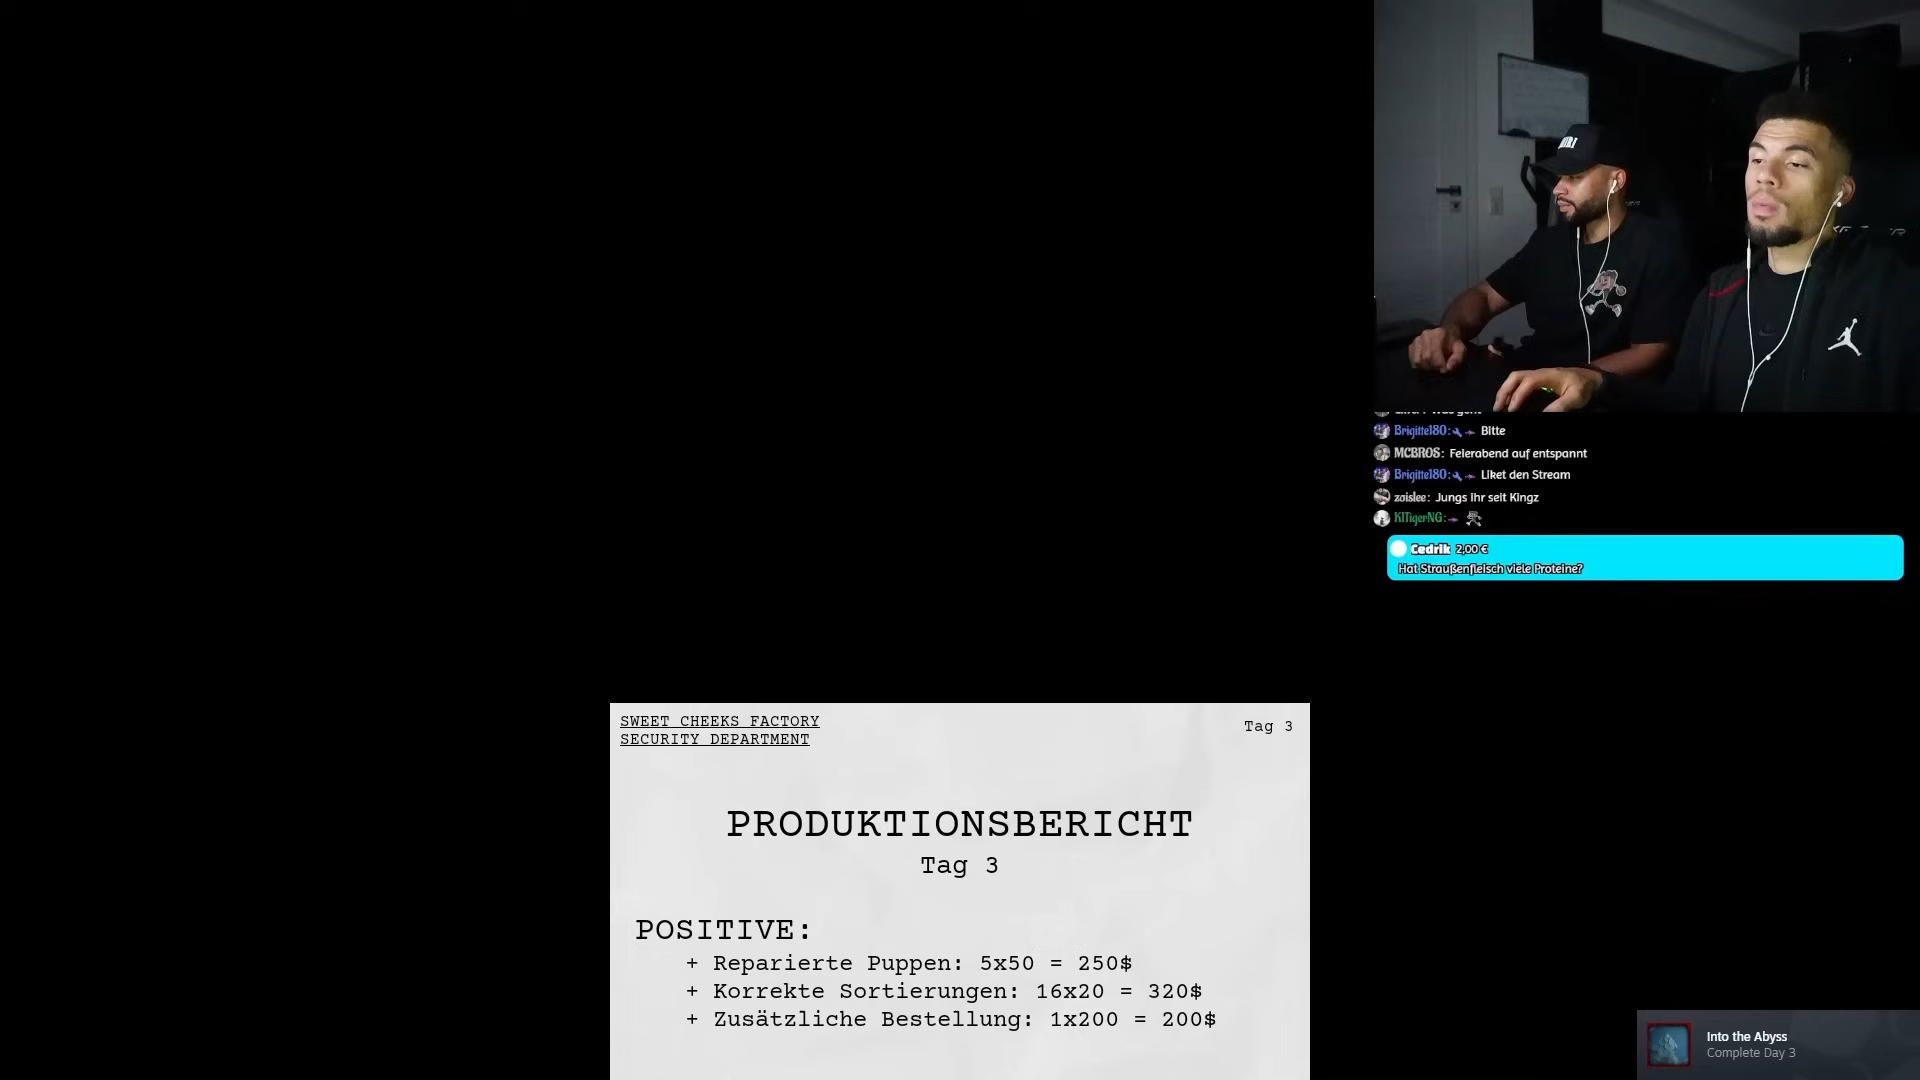 Brigitte180: Bitte
MCBROS: Feierabend auf entspannt
Brigitte180: Liket den Stream
zoislee: Jungs ihr seit Kingz
KITigerNG:
Cedrik 2,00 €
Hat Straußenfleisch viele Proteine?
SWEET CHEEKS FACTORY
SECURITY DEPARTMENT
Tag 3
PRODUKTIONSBERICHT
Tag 3
POSITIVE:
+ Reparierte Puppen: 5x50 = 250$
+ Korrekte Sortierungen: 16x20 = 320$
+ Zusätzliche Bestellung: 1x200 = 200$
Into the Abyss
Complete Day 3